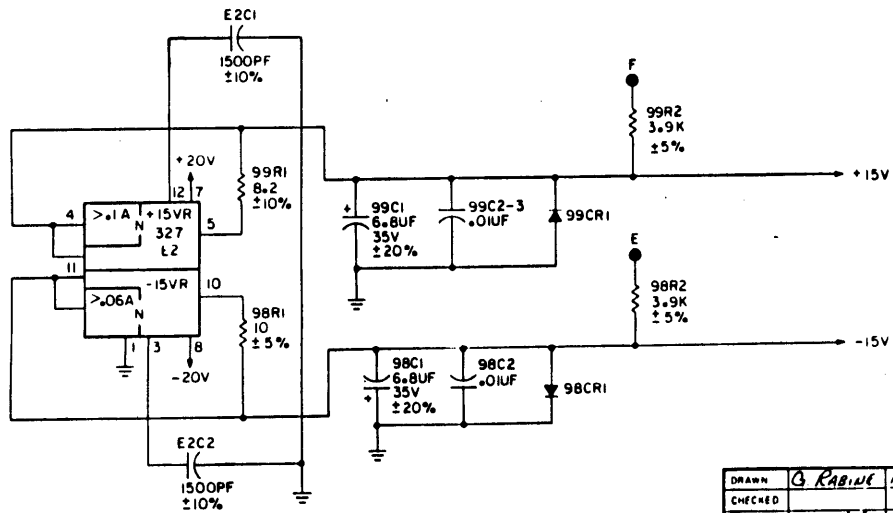 E2C1
1500PF
±10%
F
99R2
3.9K
±5%
+20V
12 7
99R1
8.2
±10%
+15V
4
>.1A
N
+15VR
327
E2
5
+
99C1
6.8UF
35V
±20%
99C2-3
.01UF
99CR1
11
-15VR
10
>.06A
N
98R1
10
±5%
E
98R2
3.9K
±5%
1
3
8
-20V
-15V
98C1
6.8UF
35V
±20%
+
98C2
.01UF
98CR1
E2C2
1500PF
±10%
DRAWN G. RABINE
CHECKED